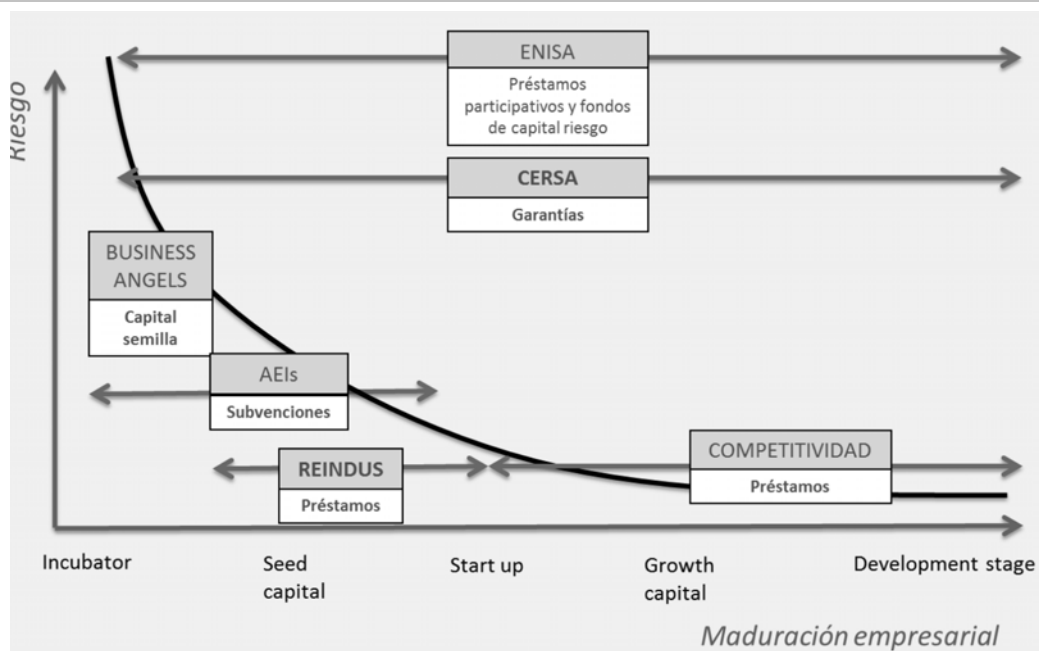 Riesgo
ENISA
Préstamos
participativos y fondos
de capital riesgo
CERSA
Garantías
BUSINESS
ANGELS
Capital
semilla
AEIs
Subvenciones
REINDUS
Préstamos
COMPETITIVIDAD
Préstamos
Incubator
Seed
capital
Start up
Growth
capital
Development stage
Maduración empresarial